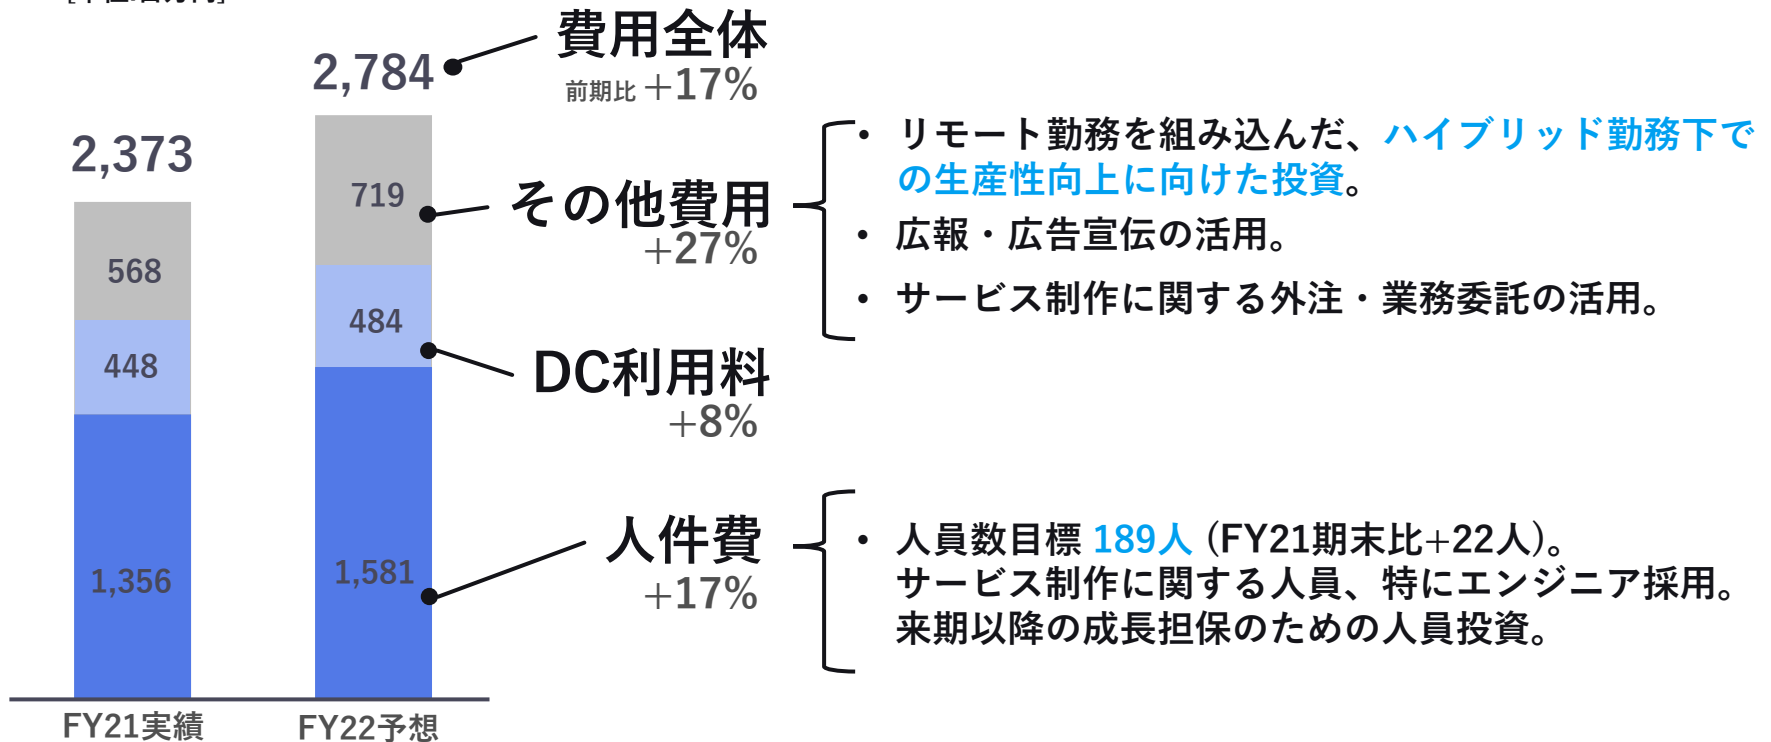 費用全体
前期比 +17%
2,784
2,373
719
568
その他費用
+27%
• リモート勤務を組み込んだ、ハイブリッド勤務下で
の生産性向上に向けた投資。
• 広報・広告宣伝の活用。
• サービス制作に関する外注・業務委託の活用。
484
448
DC利用料
+8%
1,581
1,356
人件費
+17%
• 人員数目標 189人 (FY21期末比+22人)。
サービス制作に関する人員、特にエンジニア採用。
来期以降の成長担保のための人員投資。
FY21実績
FY22予想